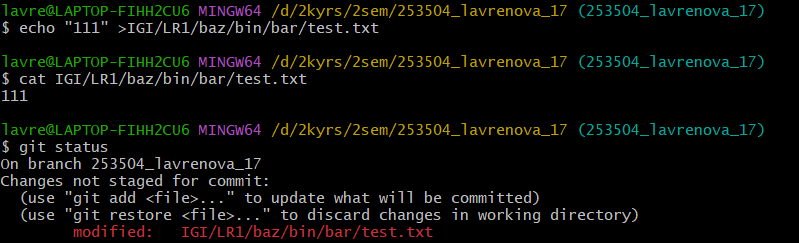 lavre@LAPTOP-FIHH2CU6 MINGW64 /d/2kyrs/2sem/253504_lavrenova_17 (253504_lavrenova_17)
$ echo "111" >IGI/LR1/baz/bin/bar/test.txt
lavre@LAPTOP-FIHH2CU6 MINGW64 /d/2kyrs/2sem/253504_lavrenova_17 (253504_lavrenova_17)
$ cat IGI/LR1/baz/bin/bar/test.txt
111
lavre@LAPTOP-FIHH2CU6 MINGW64 /d/2kyrs/2sem/253504_lavrenova_17 (253504_lavrenova_17)
$ git status
On branch 253504_lavrenova_17
Changes not staged for commit:
  (use "git add <file>..." to update what will be committed)
  (use "git restore <file>..." to discard changes in working directory)
        modified:   IGI/LR1/baz/bin/bar/test.txt